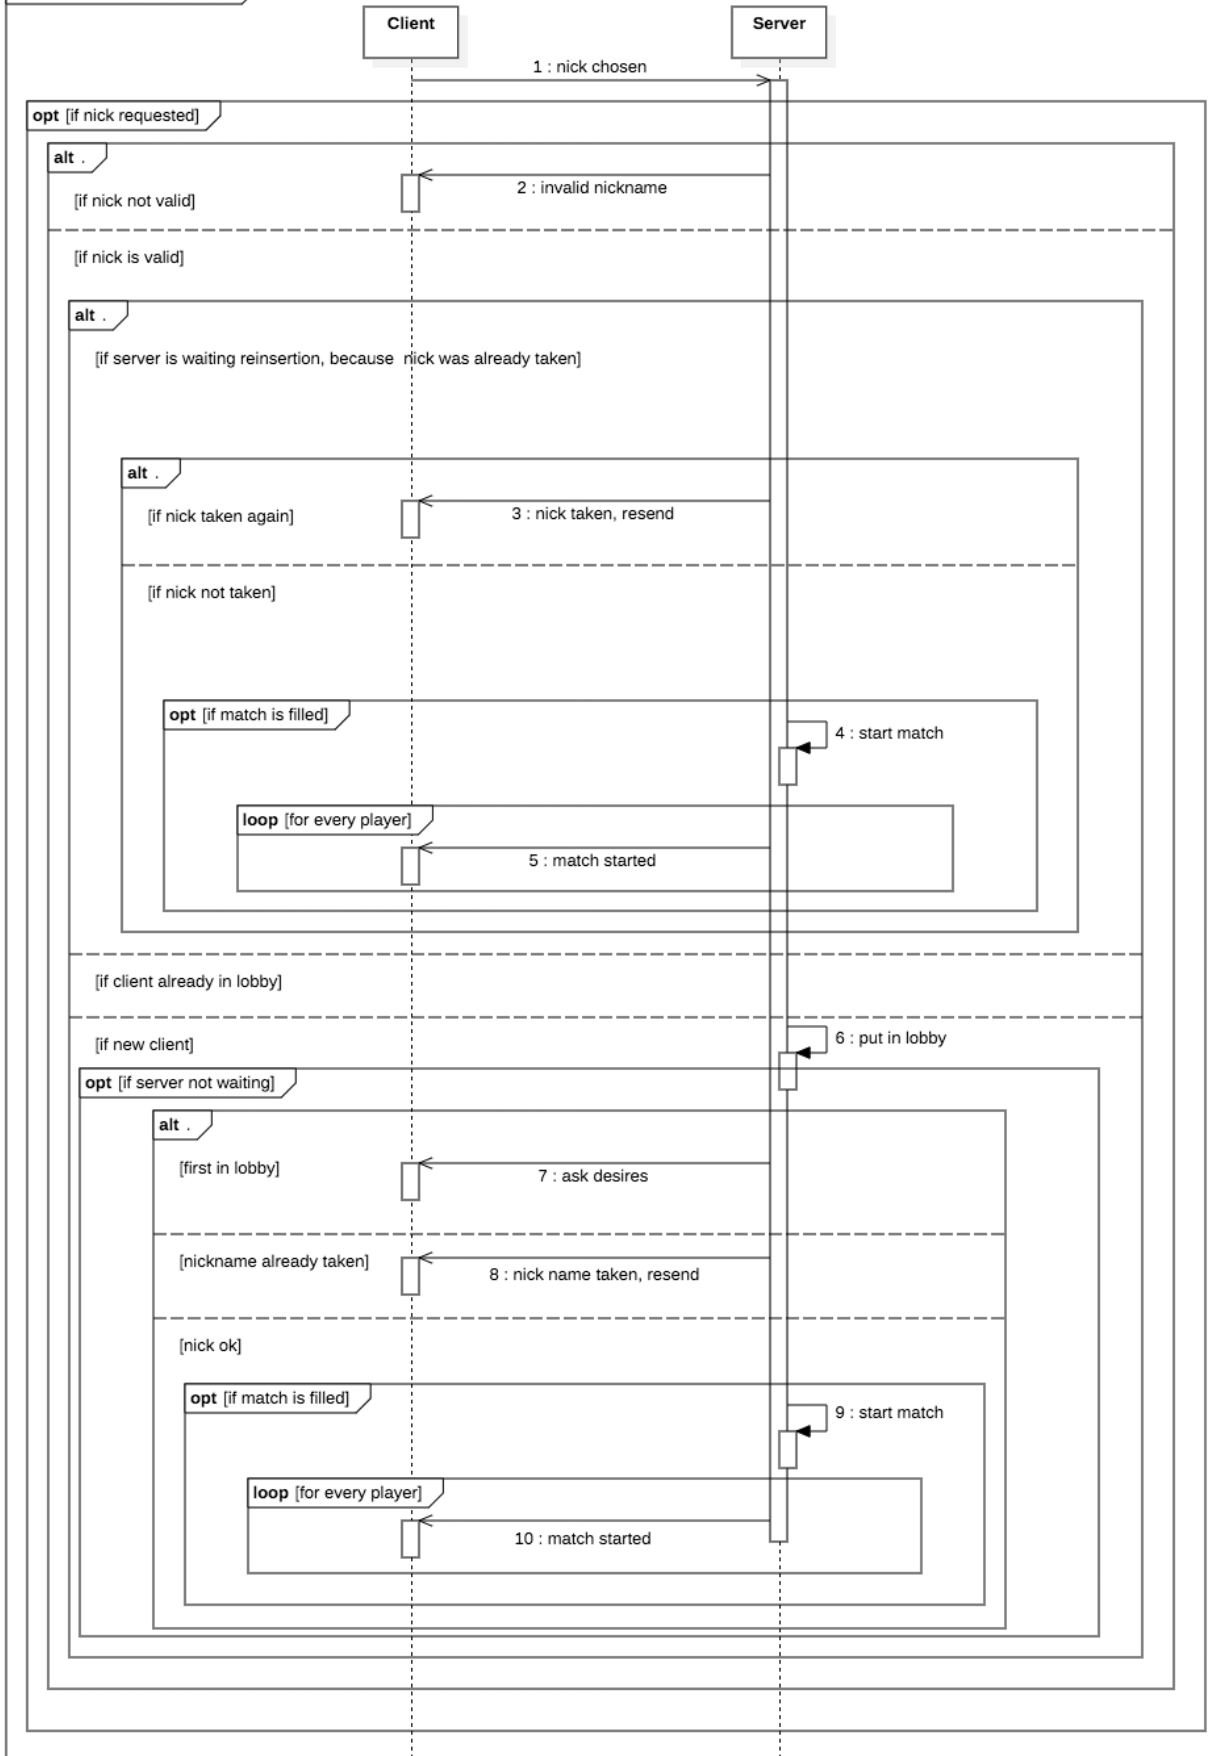 Client
Server
1 : nick chosen
opt [if nick requested]
alt .
2 : invalid nickname
[if nick not valid]
[if nick is valid]
alt .
[if server is waiting reinsertion, because  nick was already taken]
alt .
3 : nick taken, resend
[if nick taken again]
[if nick not taken]
opt [if match is filled]
4 : start match
loop [for every player]
5 : match started
[if client already in lobby]
6 : put in lobby
[if new client]
opt [if server not waiting]
alt .
[first in lobby]
7 : ask desires
[nickname already taken]
8 : nick name taken, resend
[nick ok]
opt [if match is filled]
9 : start match
loop [for every player]
10 : match started